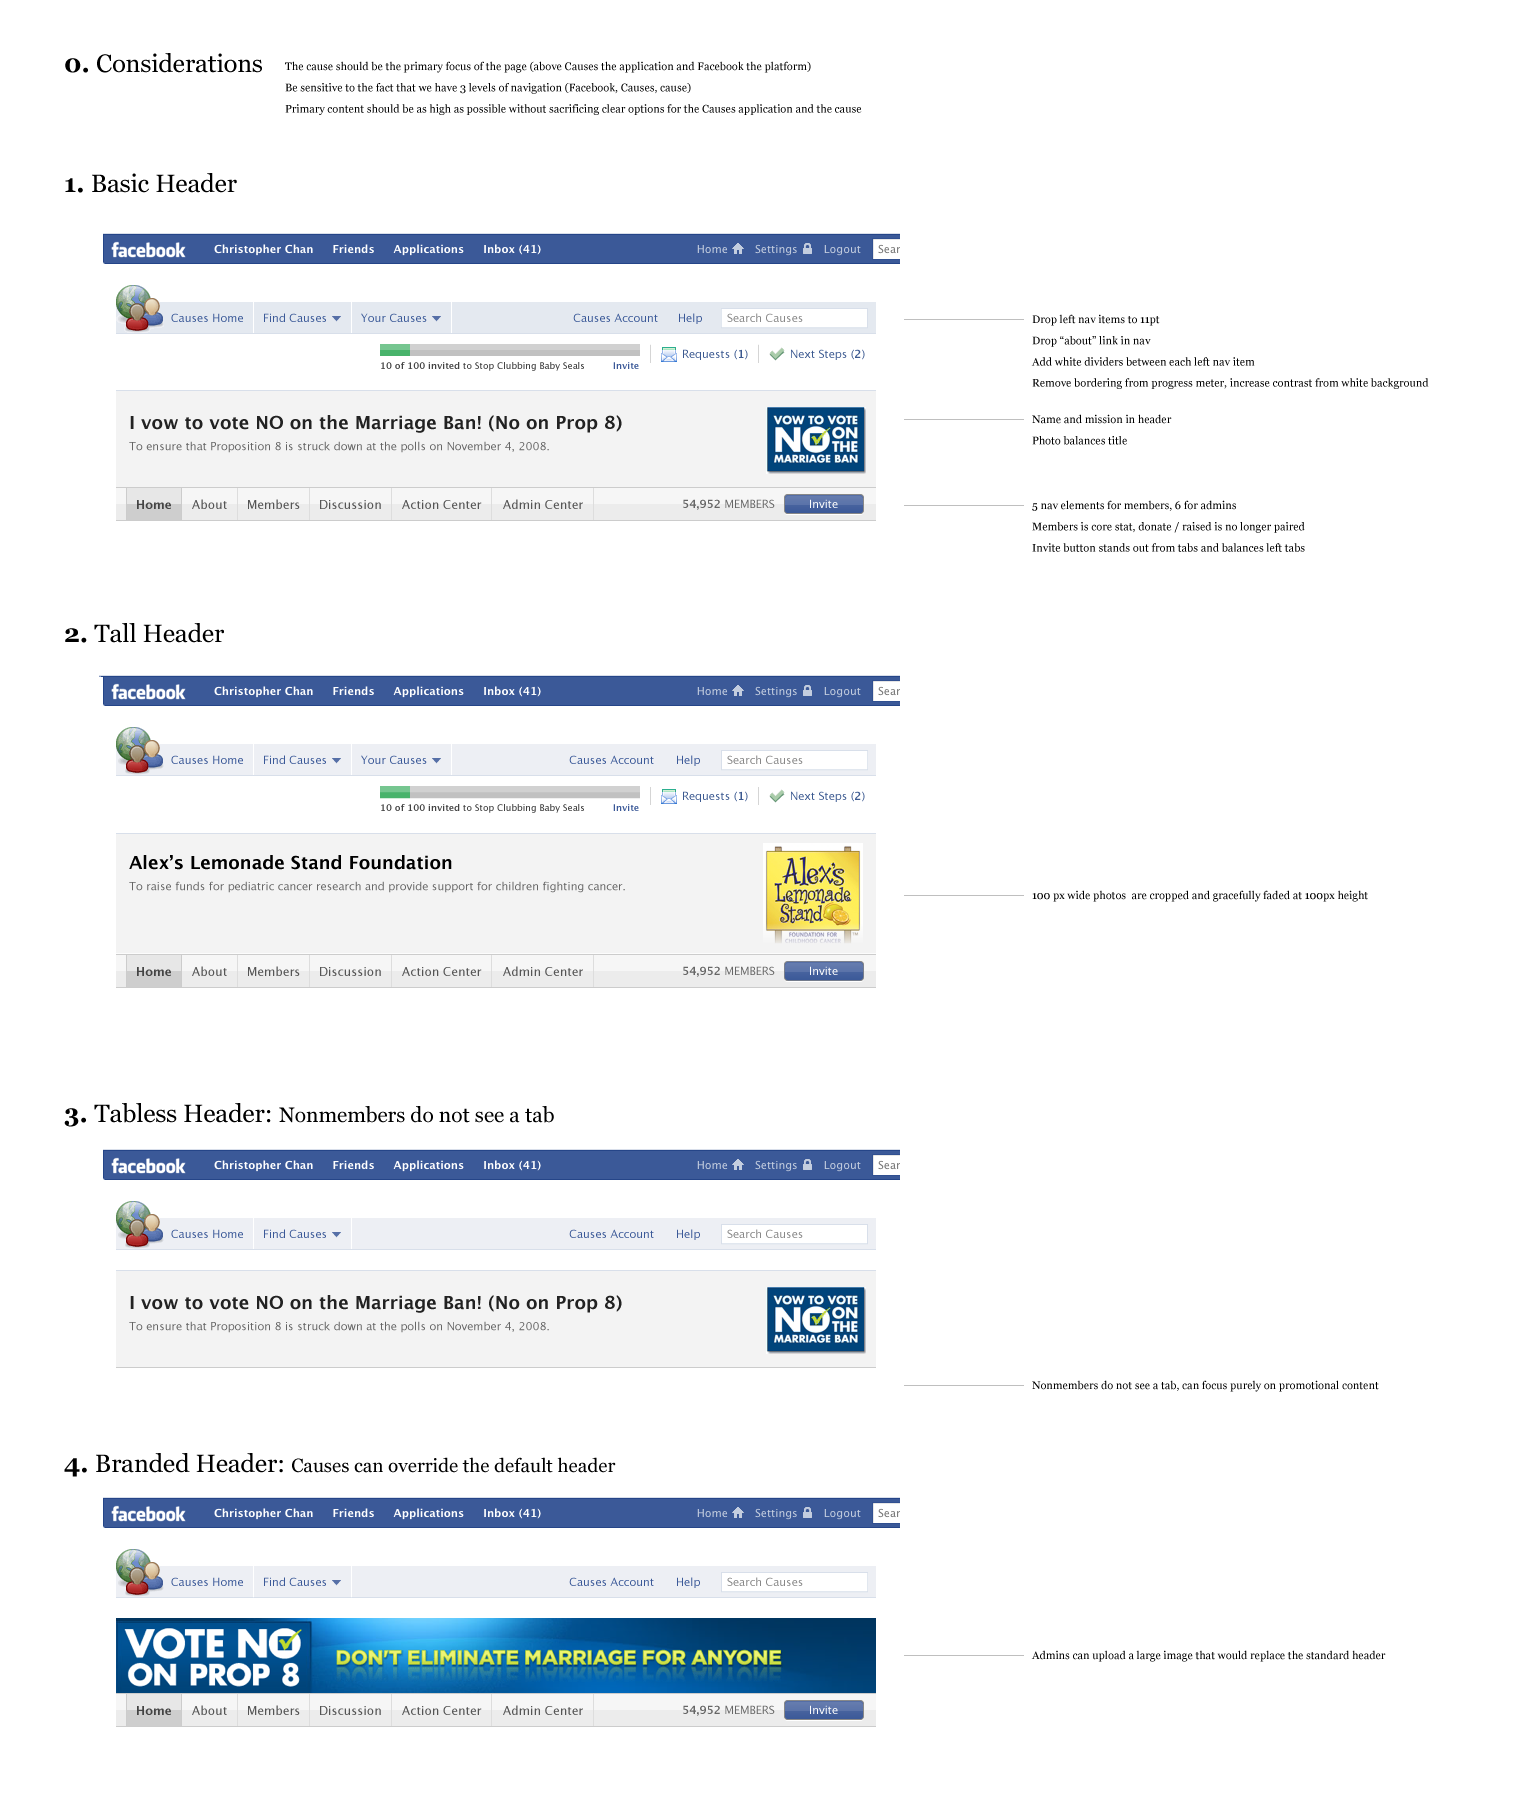 0. Considerations
The cause should be the primary focus of the page (above Causes the application and Facebook the platform)
Be sensitive to the fact that we have 3 levels of navigation (Facebook, Causes, cause)
Primary content should be as high as possible without sacrificing clear options for the Causes application and the cause
1. Basic Header
facebook Christopher Chan Friends Applications Inbox (41) Home Settings Logout Sear
Causes Home Find Causes Your Causes Causes Account Help Search Causes
10 of 100 invited to Stop Clubbing Baby Seals Invite Requests (1) Next Steps (2)
Drop left nav items to 11pt
Drop “about” link in nav
Add white dividers between each left nav item
Remove bordering from progress meter, increase contrast from white background
I vow to vote NO on the Marriage Ban! (No on Prop 8)
To ensure that Proposition 8 is struck down at the polls on November 4, 2008.
VOW TO VOTE
NO ON
THE
MARRIAGE BAN
Name and mission in header
Photo balances title
Home About Members Discussion Action Center Admin Center 54,952 MEMBERS Invite
5 nav elements for members, 6 for admins
Members is core stat, donate / raised is no longer paired
Invite button stands out from tabs and balances left tabs
2. Tall Header
facebook Christopher Chan Friends Applications Inbox (41) Home Settings Logout Sear
Causes Home Find Causes Your Causes Causes Account Help Search Causes
10 of 100 invited to Stop Clubbing Baby Seals Invite Requests (1) Next Steps (2)
Alex’s Lemonade Stand Foundation
To raise funds for pediatric cancer research and provide support for children fighting cancer.
Alex's
Lemonade
Stand
FOUNDATION FOR
CHILDHOOD CANCER
100 px wide photos are cropped and gracefully faded at 100px height
Home About Members Discussion Action Center Admin Center 54,952 MEMBERS Invite
3. Tabless Header: Nonmembers do not see a tab
facebook Christopher Chan Friends Applications Inbox (41) Home Settings Logout Sear
Causes Home Find Causes Causes Account Help Search Causes
I vow to vote NO on the Marriage Ban! (No on Prop 8)
To ensure that Proposition 8 is struck down at the polls on November 4, 2008.
VOW TO VOTE
NO ON
THE
MARRIAGE BAN
Nonmembers do not see a tab, can focus purely on promotional content
4. Branded Header: Causes can override the default header
facebook Christopher Chan Friends Applications Inbox (41) Home Settings Logout Sear
Causes Home Find Causes Causes Account Help Search Causes
VOTE NO
ON PROP 8
DON'T ELIMINATE MARRIAGE FOR ANYONE
Admins can upload a large image that would replace the standard header
Home About Members Discussion Action Center Admin Center 54,952 MEMBERS Invite